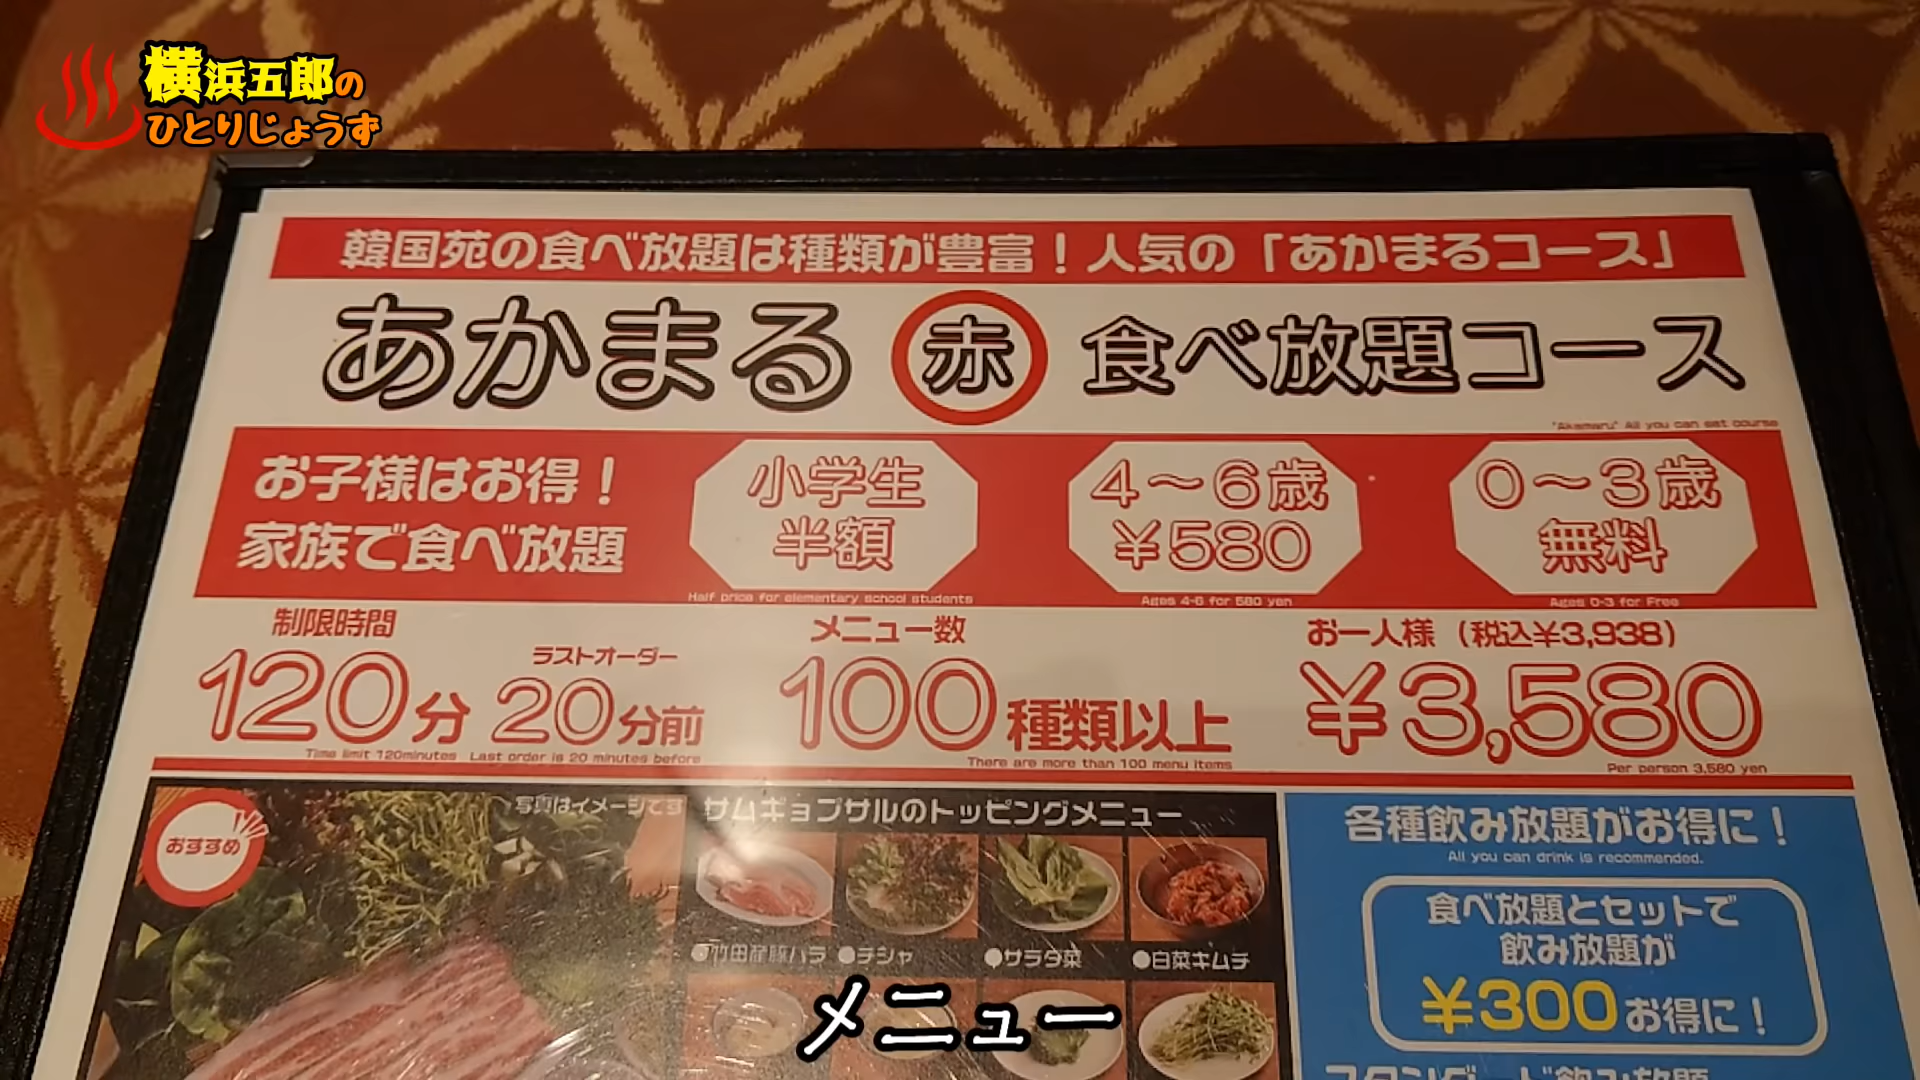 横浜五郎の
ひとりじょうず
韓国苑の食べ放題は種類が豊富！人気の「あかまるコース」
あかまる 赤 食べ放題コース
"Akamaru" All you can eat course
お子様はお得！
家族で食べ放題
小学生
半額
Half price for elementary school students
4～6歳
¥580
Ages 4-6 for 580 yen
0～3歳
無料
Ages 0-3 for Free
制限時間
120分
Time limit 120minutes
ラストオーダー
20分前
Last order is 20 minutes before
メニュー数
100種類以上
There are more than 100 menu items
お一人様（税込¥3,938）
¥3,580
Per person 3,580 yen
おすすめ
写真はイメージです
サムギョプサルのトッピングメニュー
●竹田産豚バラ ●チシャ ●サラダ菜 ●白菜キムチ
各種飲み放題がお得に！
All you can drink is recommended.
食べ放題とセットで
飲み放題が
¥300お得に！
スタンダード飲み放題
メニュー